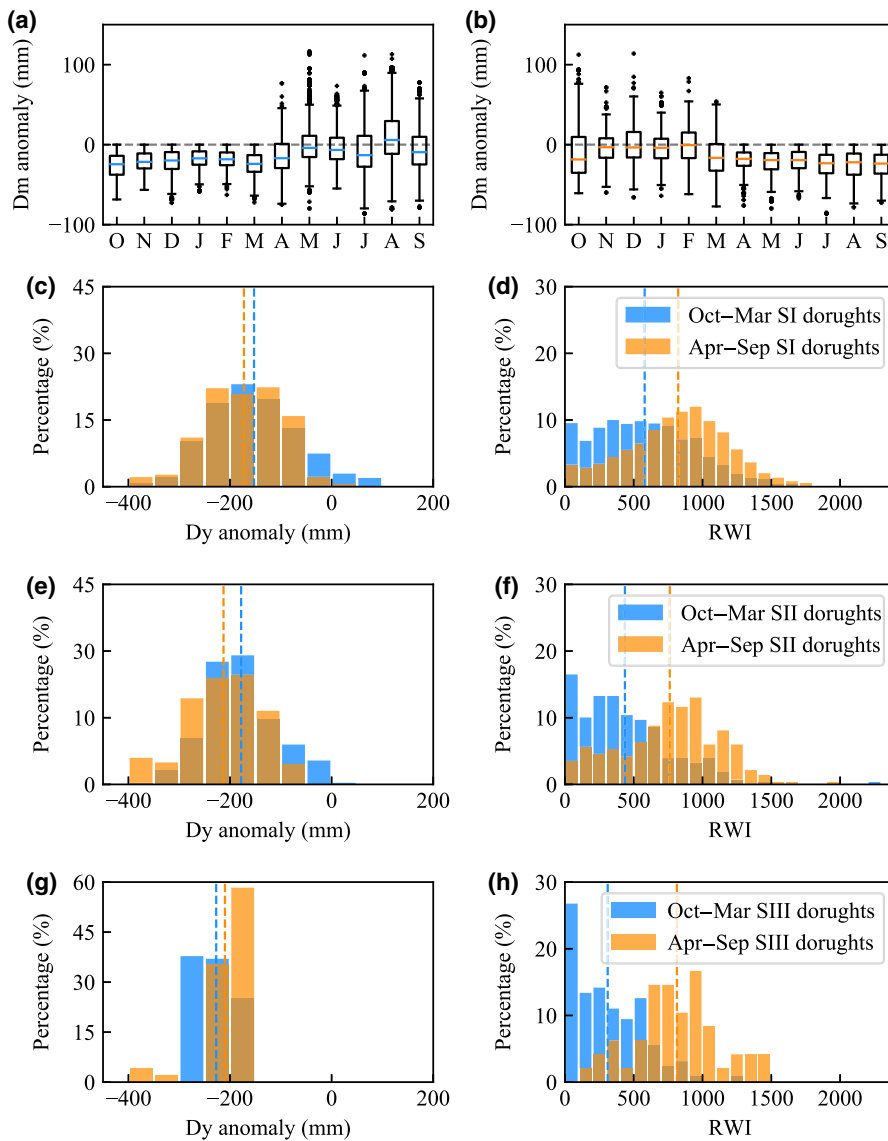 (a)
Dm anomaly (mm)
100
0
−100
O N D J F M A M J J A S
(b)
Dm anomaly (mm)
100
0
−100
O N D J F M A M J J A S
(c)
Percentage (%)
45
30
15
0
−400 −200 0 200
Dy anomaly (mm)
(d)
Percentage (%)
30
20
10
0
Oct−Mar SI dorughts
Apr−Sep SI dorughts
0 500 1000 1500 2000
RWI
(e)
Percentage (%)
45
30
10
0
−400 −200 0 200
Dy anomaly (mm)
(f)
Percentage (%)
30
20
10
0
Oct−Mar SII dorughts
Apr−Sep SII dorughts
0 500 1000 1500 2000
RWI
(g)
Percentage (%)
60
45
30
15
0
−400 −200 0 200
Dy anomaly (mm)
(h)
Percentage (%)
30
20
10
0
Oct−Mar SIII dorughts
Apr−Sep SIII dorughts
0 500 1000 1500 2000
RWI